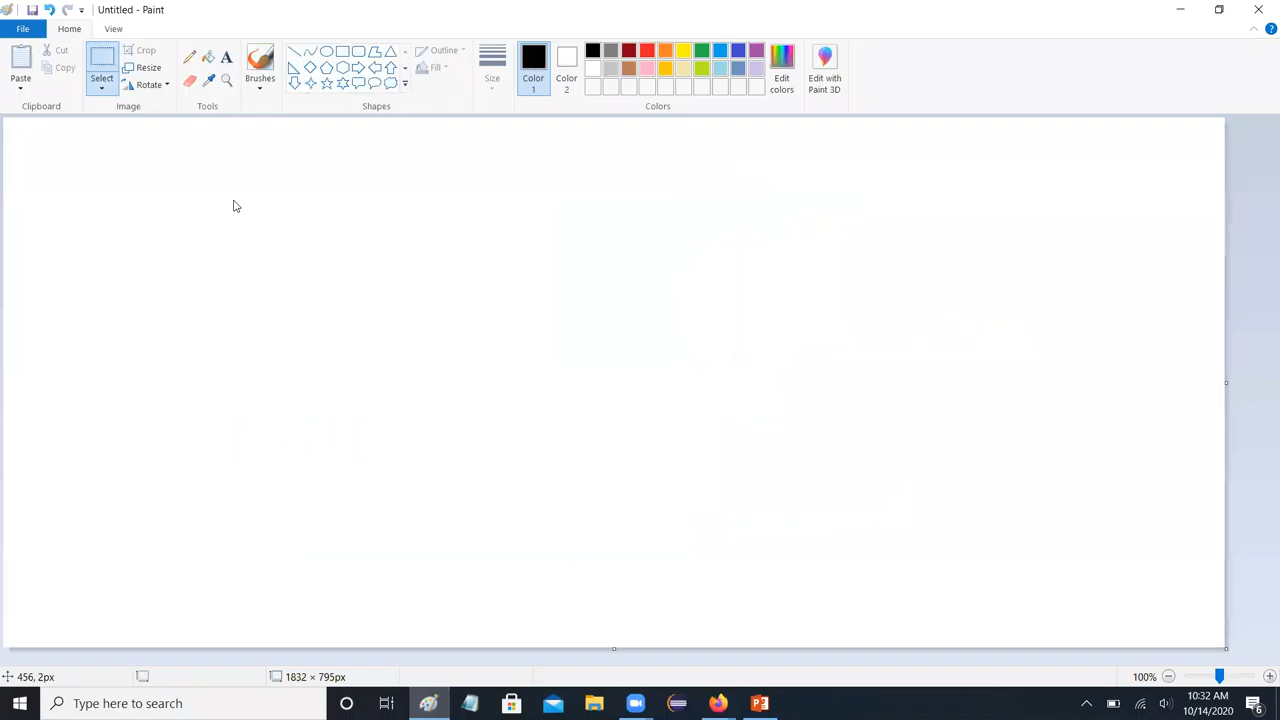 Untitled - Paint
File Home View
Paste Cut Copy Clipboard
Select Crop Resize Rotate Image
Tools
Brushes
Shapes
Outline Fill
Size
Color 1
Color 2
Colors
Edit colors
Edit with Paint 3D
456, 2px
1832 × 795px
100%
Type here to search
10:32 AM
10/14/2020
6